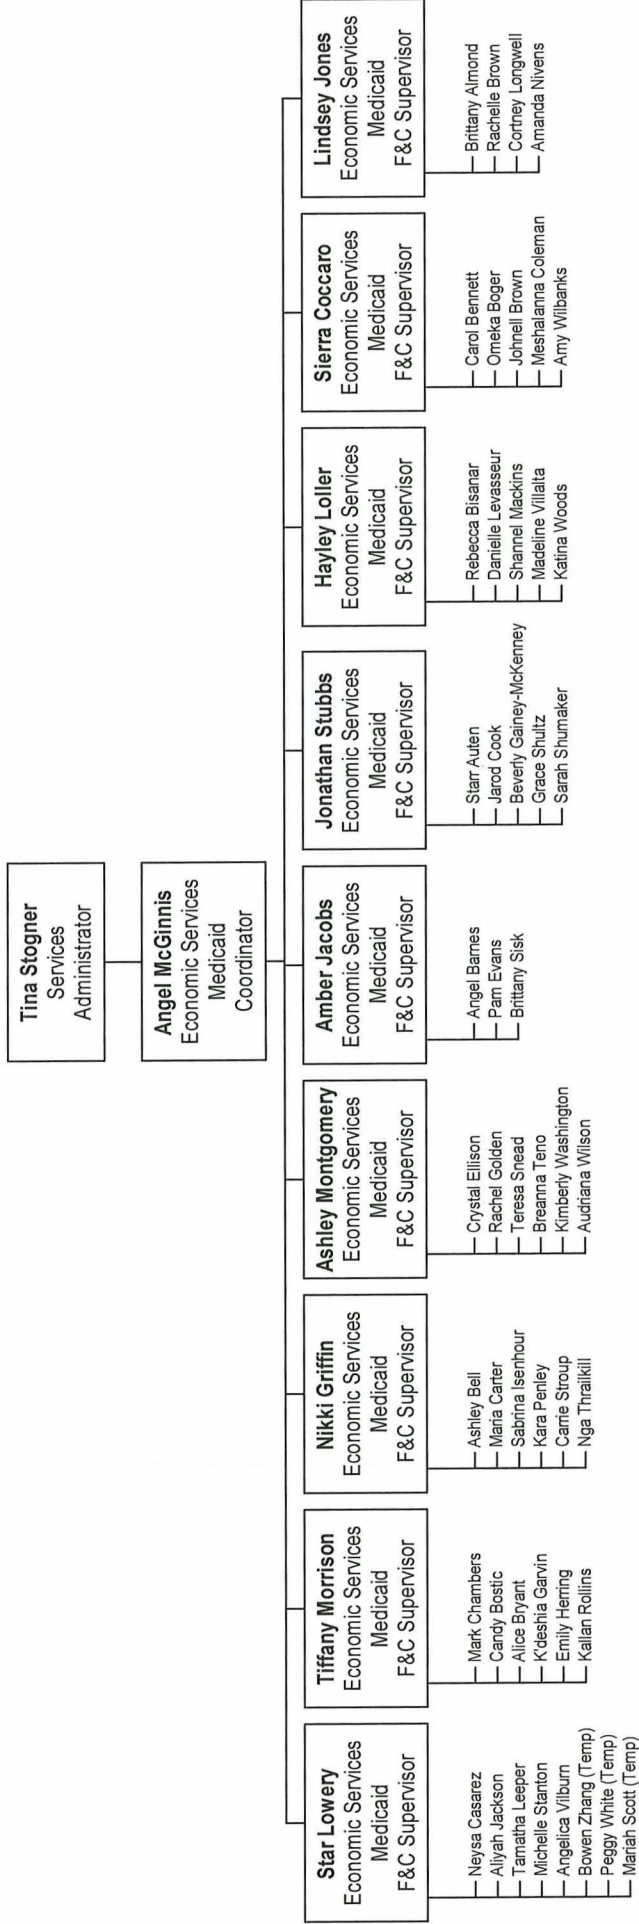 Tina Stogner
Services
Administrator
Angel McGinnis
Economic Services
Medicaid
Coordinator
Star Lowery
Economic Services
Medicaid
F&C Supervisor
Neysa Casarez
Aliyah Jackson
Tamatha Leeper
Michelle Stanton
Angelica Vilburn
Bowen Zhang (Temp)
Peggy White (Temp)
Mariah Scott (Temp)
Tiffany Morrison
Economic Services
Medicaid
F&C Supervisor
Mark Chambers
Candy Bostic
Alice Bryant
K'deshia Garvin
Emily Herring
Kallan Rollins
Nikki Griffin
Economic Services
Medicaid
F&C Supervisor
Ashley Bell
Maria Carter
Sabrina Isenhour
Kara Penley
Carrie Stroup
Nga Thrailkill
Ashley Montgomery
Economic Services
Medicaid
F&C Supervisor
Crystal Ellison
Rachel Golden
Teresa Snead
Breanna Teno
Kimberly Washington
Audriana Wilson
Amber Jacobs
Economic Services
Medicaid
F&C Supervisor
Angel Barnes
Pam Evans
Brittany Sisk
Jonathan Stubbs
Economic Services
Medicaid
F&C Supervisor
Starr Auten
Jarod Cook
Beverly Gainey-McKenney
Grace Shultz
Sarah Shumaker
Hayley Loller
Economic Services
Medicaid
F&C Supervisor
Rebecca Bisanar
Danielle Levasseur
Shannel Mackins
Madeline Villalta
Katina Woods
Sierra Coccaro
Economic Services
Medicaid
F&C Supervisor
Carol Bennett
Omeka Boger
Johnell Brown
Meshalanna Coleman
Amy Wilbanks
Lindsey Jones
Economic Services
Medicaid
F&C Supervisor
Brittany Almond
Rachelle Brown
Cortney Longwell
Amanda Nivens